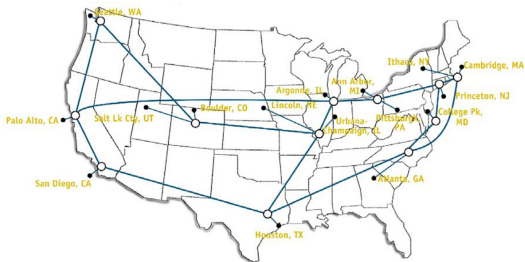 Seattle, WA
Ithaca, NY
Ann Arbor,
MI
Cambridge, MA
Argonne, IL
Princeton, NJ
Palo Alto, CA
Salt Lk Cty, UT
Boulder, CO
Lincoln, NE
Urbana-
Champaign, IL
Pittsburgh,
PA
College Pk,
MD
San Diego, CA
Atlanta, GA
Houston, TX